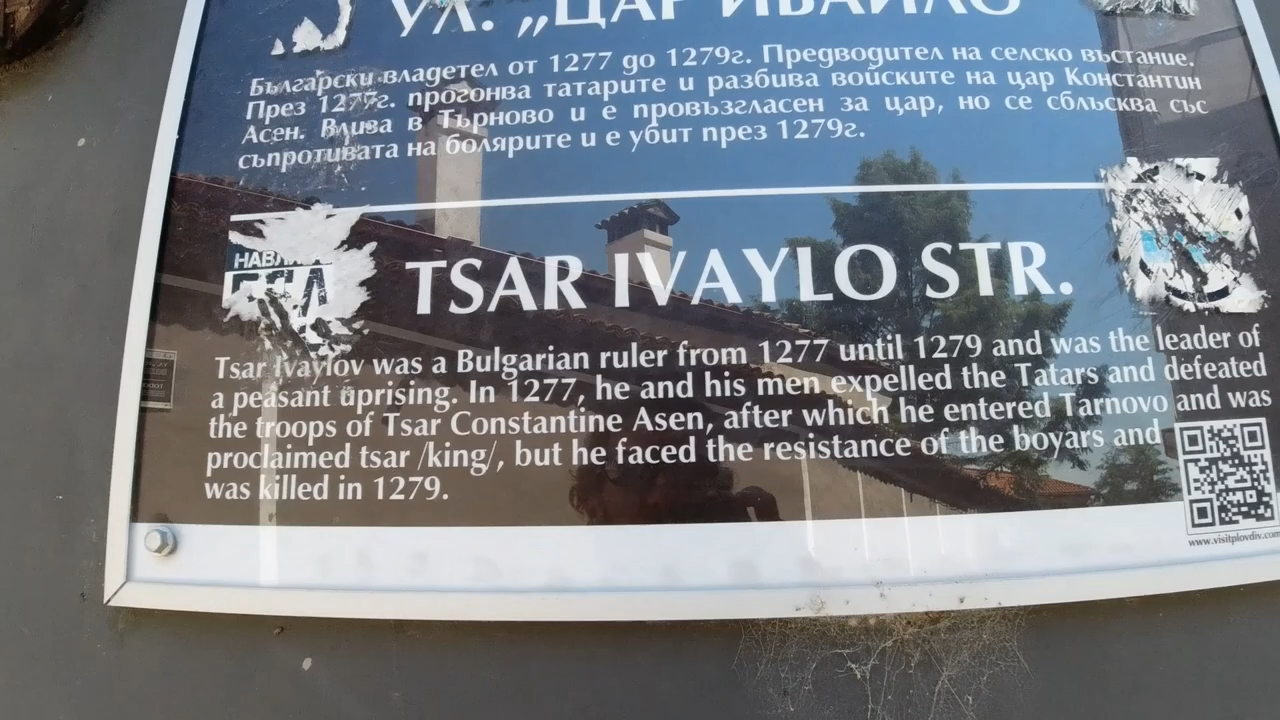 УЛ. „ЦАР ИВАЙЛО
Български владетел от 1277 до 1279г. Предводител на селско въстание.
През 1277г. прогонва татарите и разбива войските на цар Константин
Асен. Влиза в Търново и е провъзгласен за цар, но се сблъсква със
съпротивата на болярите и е убит през 1279г.
TSAR IVAYLO STR.
Tsar Ivaylov was a Bulgarian ruler from 1277 until 1279 and was the leader of
a peasant uprising. In 1277, he and his men expelled the Tatars and defeated
the troops of Tsar Constantine Asen, after which he entered Tarnovo and was
proclaimed tsar /king/, but he faced the resistance of the boyars and
was killed in 1279.
www.visitplovdiv.com